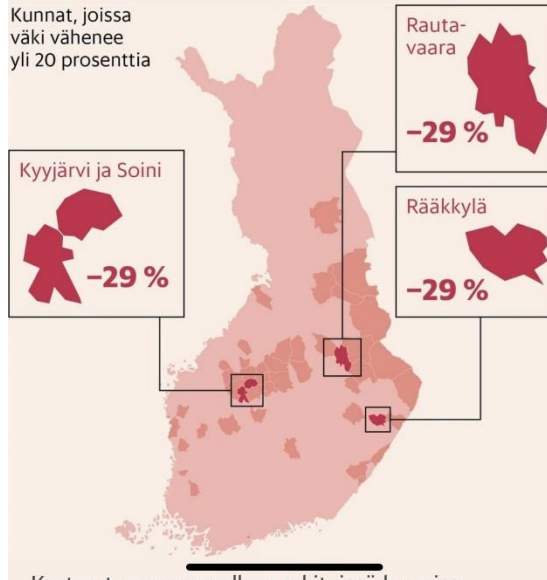 Kunnat, joissa
väki vähenee
yli 20 prosenttia
Rauta-
vaara
−29 %
Kyyjärvi ja Soini
−29 %
Rääkkylä
−29 %